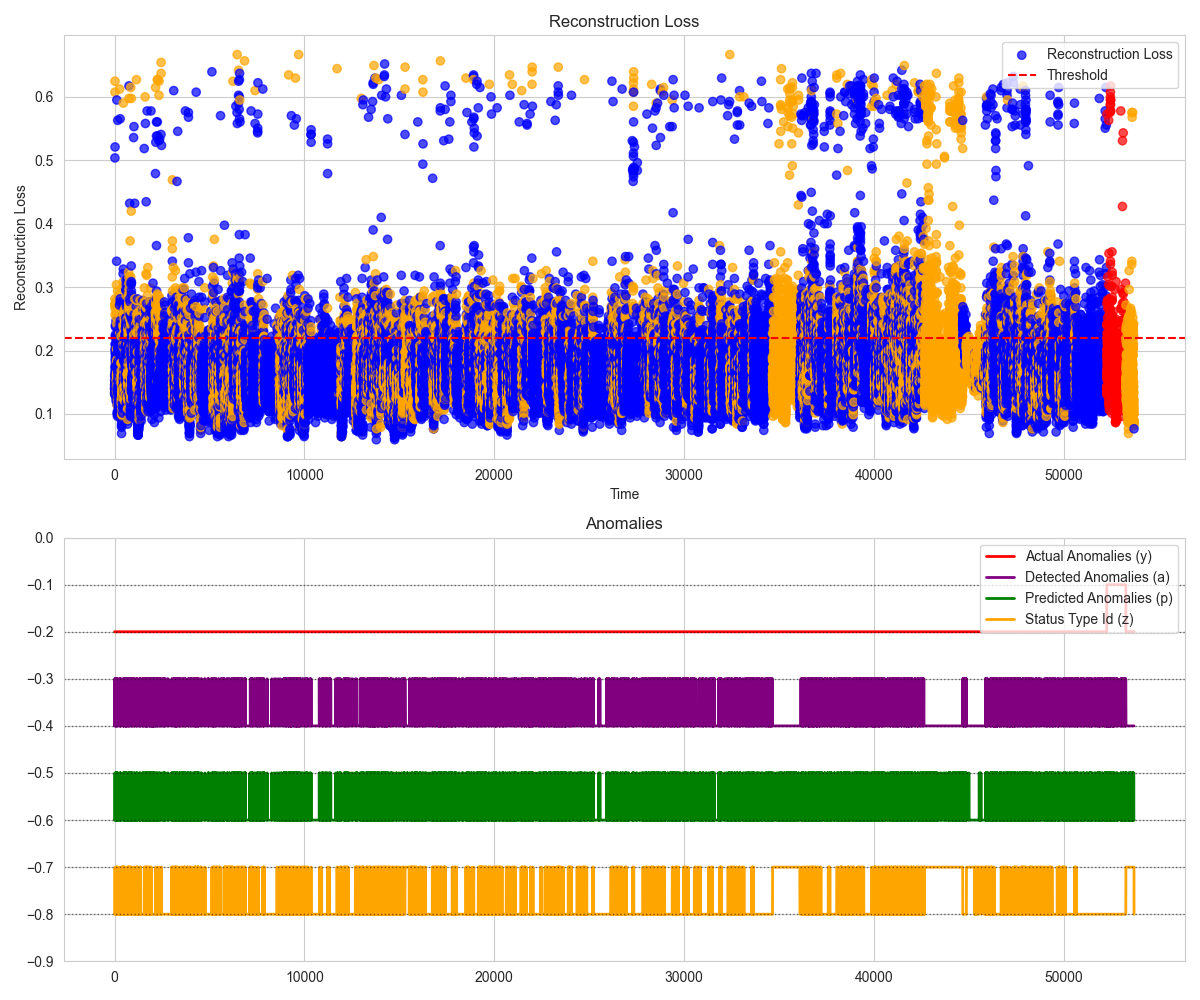 Reconstruction Loss
Reconstruction Loss
Threshold
Reconstruction Loss
0.6
0.5
0.4
0.3
0.2
0.1
0 10000 20000 30000 40000 50000
Time
Anomalies
Actual Anomalies (y)
Detected Anomalies (a)
Predicted Anomalies (p)
Status Type Id (z)
0.0
−0.1
−0.2
−0.3
−0.4
−0.5
−0.6
−0.7
−0.8
−0.9
0 10000 20000 30000 40000 50000